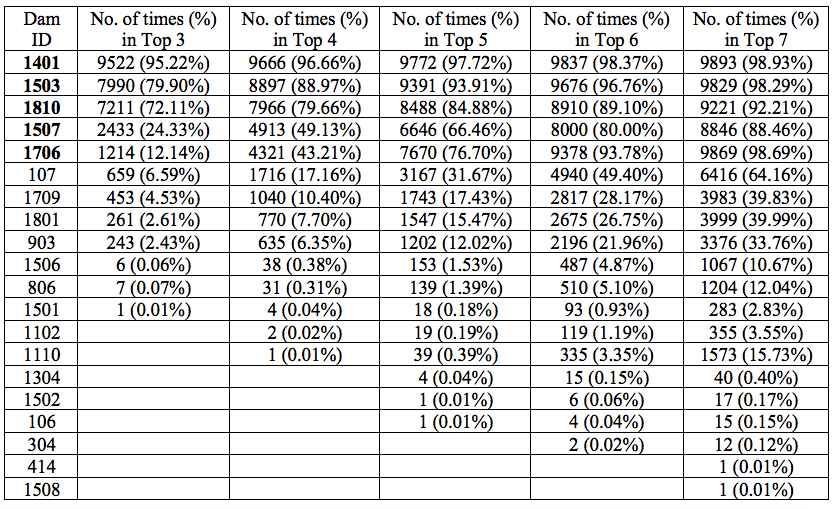 Dam ID No. of times (%) in Top 3 No. of times (%) in Top 4 No. of times (%) in Top 5 No. of times (%) in Top 6 No. of times (%) in Top 7
1401 9522 (95.22%) 9666 (96.66%) 9772 (97.72%) 9837 (98.37%) 9893 (98.93%)
1503 7990 (79.90%) 8897 (88.97%) 9391 (93.91%) 9676 (96.76%) 9829 (98.29%)
1810 7211 (72.11%) 7966 (79.66%) 8488 (84.88%) 8910 (89.10%) 9221 (92.21%)
1507 2433 (24.33%) 4913 (49.13%) 6646 (66.46%) 8000 (80.00%) 8846 (88.46%)
1706 1214 (12.14%) 4321 (43.21%) 7670 (76.70%) 9378 (93.78%) 9869 (98.69%)
107 659 (6.59%) 1716 (17.16%) 3167 (31.67%) 4940 (49.40%) 6416 (64.16%)
1709 453 (4.53%) 1040 (10.40%) 1743 (17.43%) 2817 (28.17%) 3983 (39.83%)
1801 261 (2.61%) 770 (7.70%) 1547 (15.47%) 2675 (26.75%) 3999 (39.99%)
903 243 (2.43%) 635 (6.35%) 1202 (12.02%) 2196 (21.96%) 3376 (33.76%)
1506 6 (0.06%) 38 (0.38%) 153 (1.53%) 487 (4.87%) 1067 (10.67%)
806 7 (0.07%) 31 (0.31%) 139 (1.39%) 510 (5.10%) 1204 (12.04%)
1501 1 (0.01%) 4 (0.04%) 18 (0.18%) 93 (0.93%) 283 (2.83%)
1102 2 (0.02%) 19 (0.19%) 119 (1.19%) 355 (3.55%)
1110 1 (0.01%) 39 (0.39%) 335 (3.35%) 1573 (15.73%)
1304 4 (0.04%) 15 (0.15%) 40 (0.40%)
1502 1 (0.01%) 6 (0.06%) 17 (0.17%)
106 1 (0.01%) 4 (0.04%) 15 (0.15%)
304 2 (0.02%) 12 (0.12%)
414 1 (0.01%)
1508 1 (0.01%)